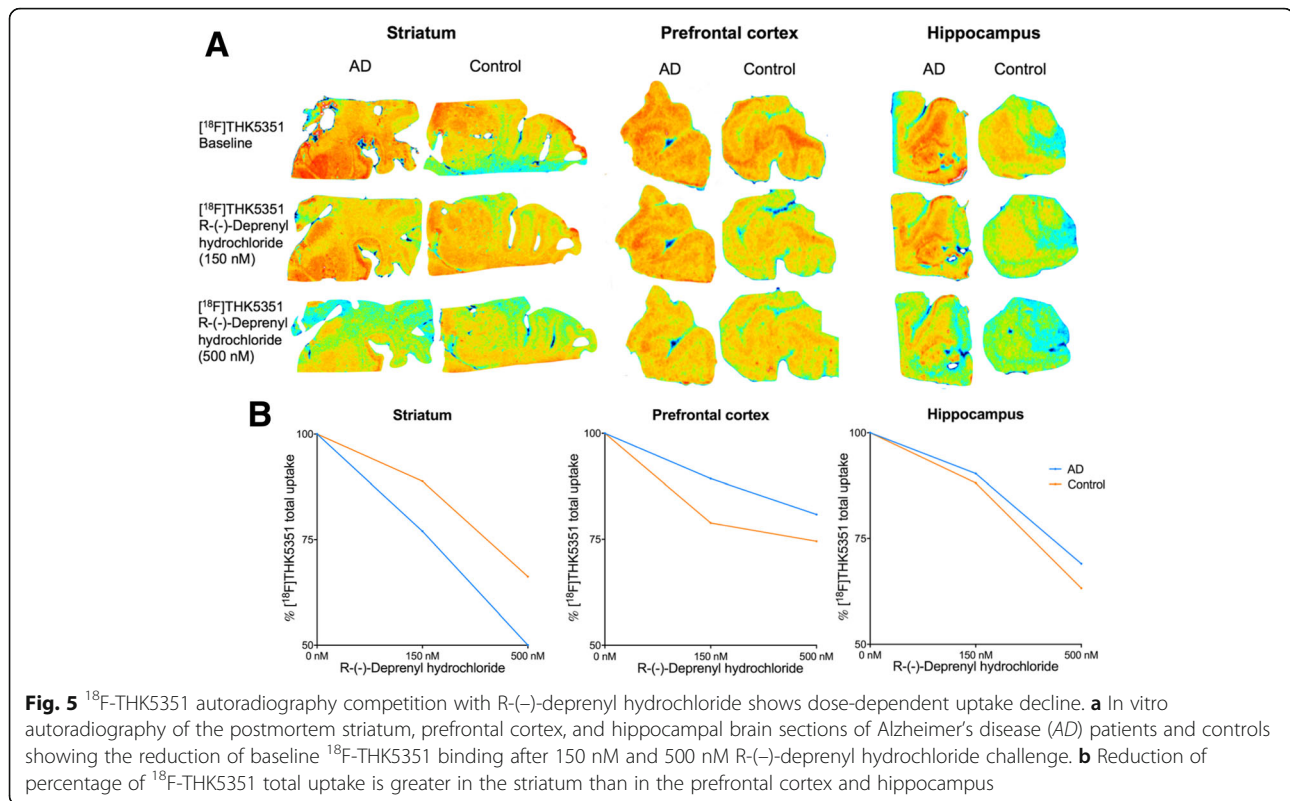 A
Striatum
Prefrontal cortex
Hippocampus
AD
Control
AD
Control
AD
Control
[¹⁸F]THK5351
Baseline
[¹⁸F]THK5351
R-(-)-Deprenyl
hydrochloride
(150 nM)
[¹⁸F]THK5351
R-(-)-Deprenyl
hydrochloride
(500 nM)
B
Striatum
% [¹⁸F]THK5351 total uptake
100
75
50
0 nM
150 nM
500 nM
R-(-)-Deprenyl hydrochloride
Prefrontal cortex
% [¹⁸F]THK5351 total uptake
100
75
50
0 nM
150 nM
500 nM
R-(-)-Deprenyl hydrochloride
Hippocampus
% [¹⁸F]THK5351 total uptake
100
75
50
0 nM
150 nM
500 nM
R-(-)-Deprenyl hydrochloride
AD
Control
Fig. 5 ¹⁸F-THK5351 autoradiography competition with R-(–)-deprenyl hydrochloride shows dose-dependent uptake decline. a In vitro
autoradiography of the postmortem striatum, prefrontal cortex, and hippocampal brain sections of Alzheimer's disease (AD) patients and controls
showing the reduction of baseline ¹⁸F-THK5351 binding after 150 nM and 500 nM R-(–)-deprenyl hydrochloride challenge. b Reduction of
percentage of ¹⁸F-THK5351 total uptake is greater in the striatum than in the prefrontal cortex and hippocampus